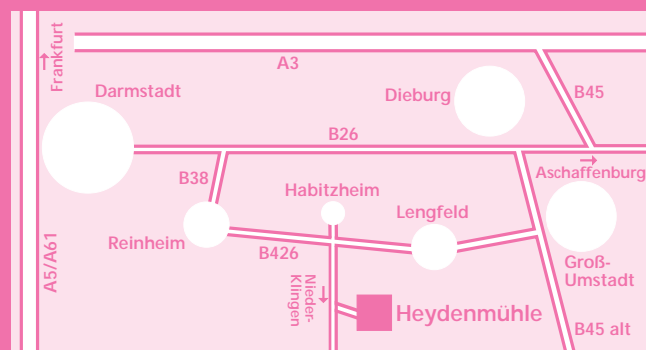 Frankfurt
A3
Darmstadt
Dieburg
B45
B26
Aschaffenburg
B38
Habitzheim
Lengfeld
Reinheim
B426
Groß-
Umstadt
A5/A61
Nieder-
Klingen
Heydenmühle
B45 alt